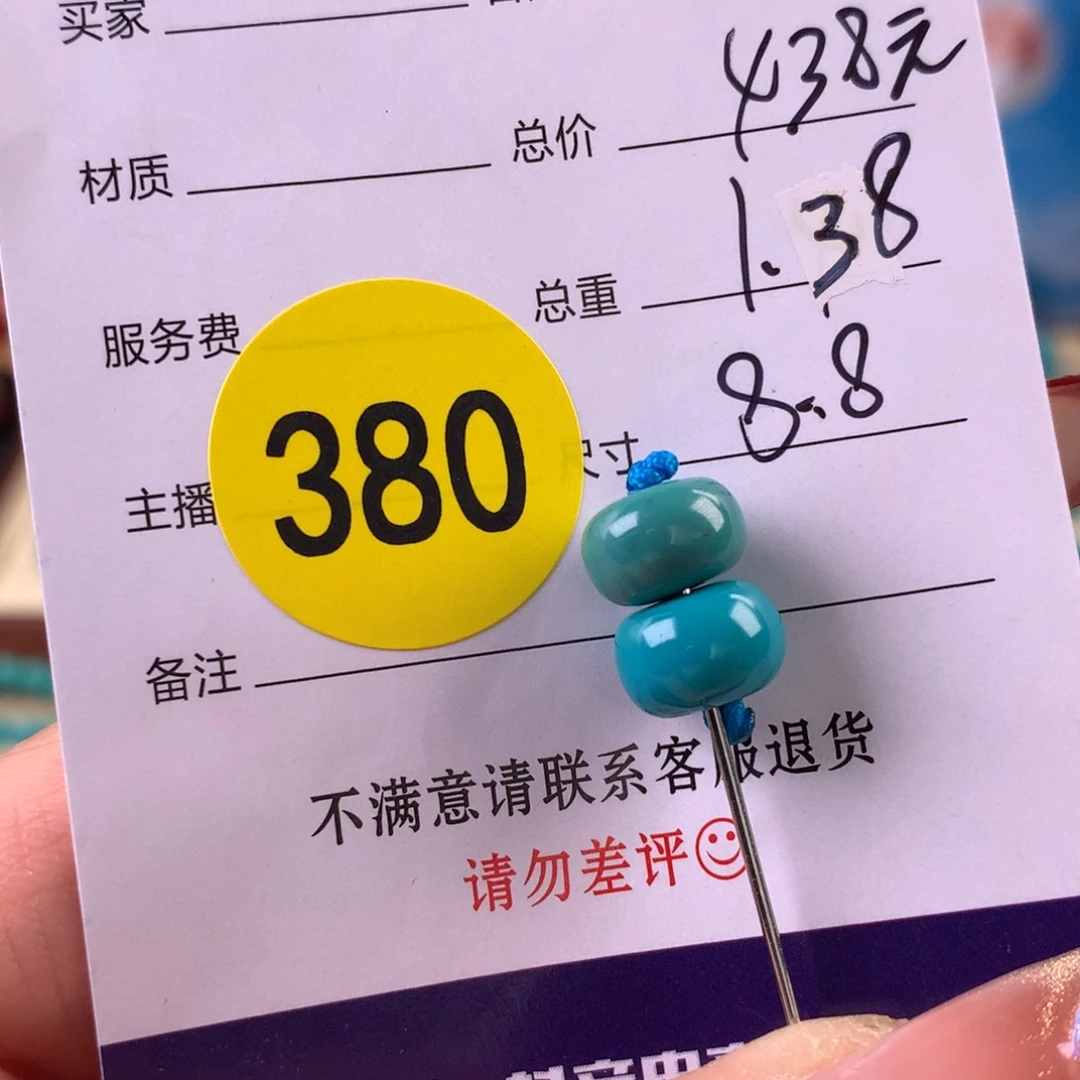 买家
材质
总价 438元
服务费
总重 1.38
380
尺寸 8.8
主播
备注
不满意请联系客服退货
请勿差评